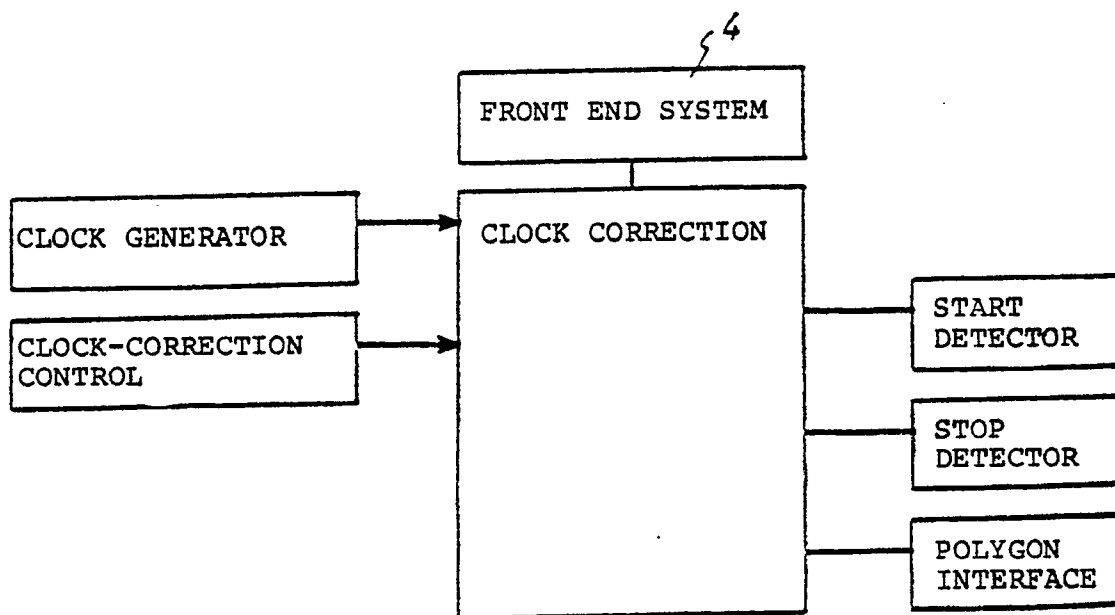 4
FRONT END SYSTEM
CLOCK GENERATOR
CLOCK CORRECTION
CLOCK-CORRECTION
CONTROL
START
DETECTOR
STOP
DETECTOR
POLYGON
INTERFACE